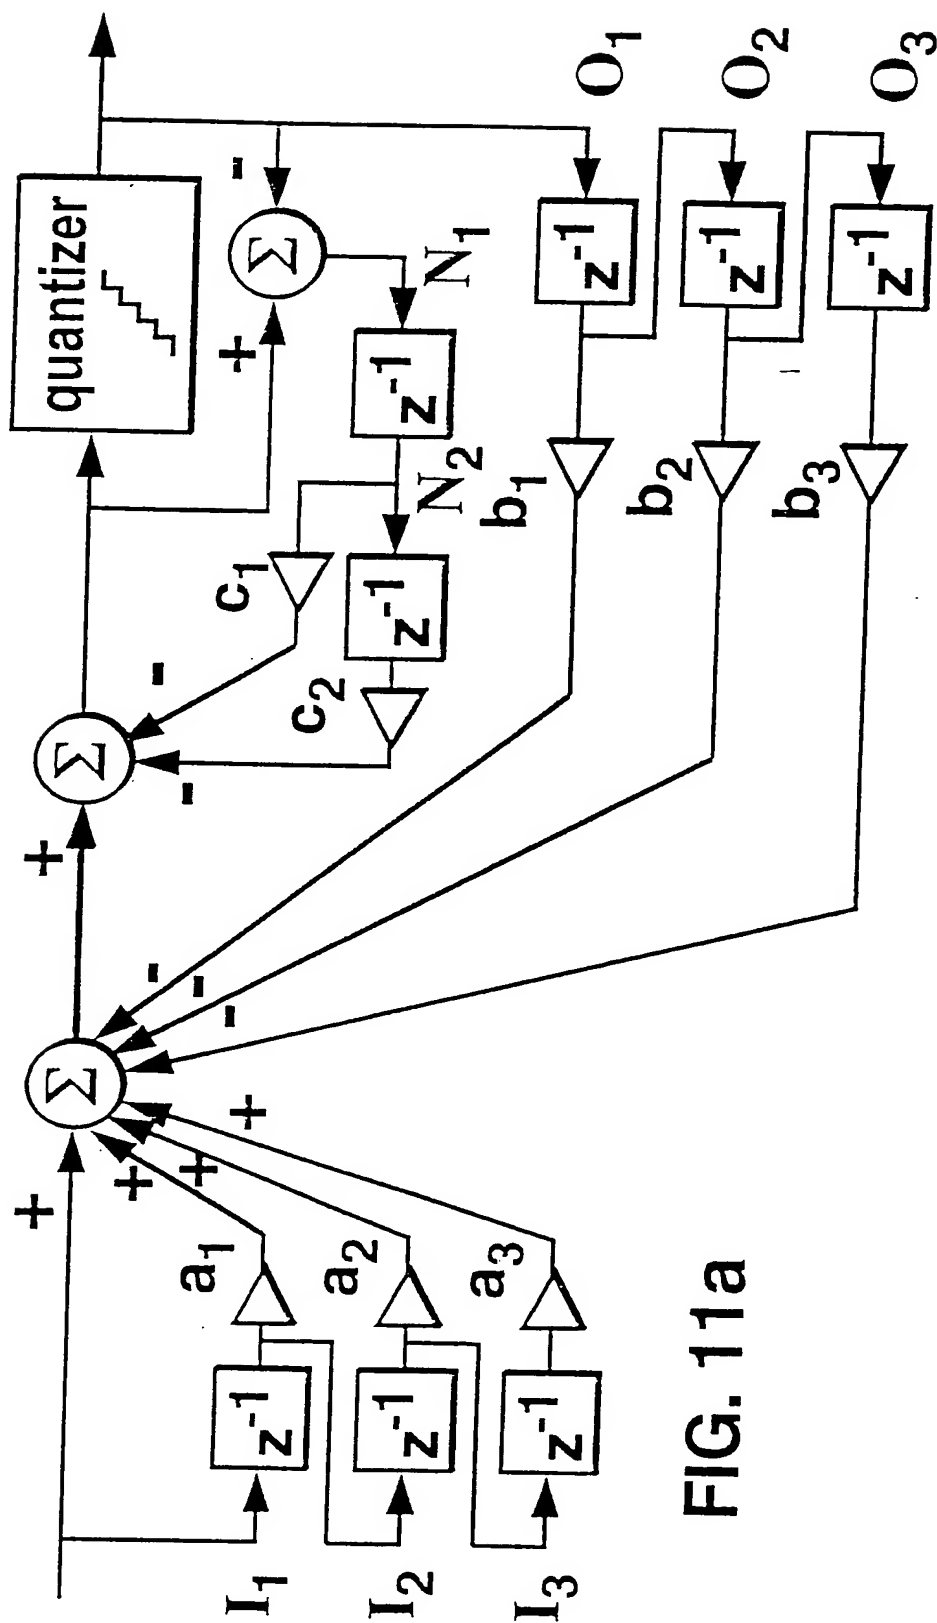 quantizer
+
Σ
+
Σ
-
-
c1
c2
+
-
Σ
N1
N2
z-1
z-1
+
+
+
-
-
-
I1
z-1
a1
b1
z-1
O1
I2
z-1
a2
b2
z-1
O2
I3
z-1
a3
b3
z-1
O3
FIG. 11a